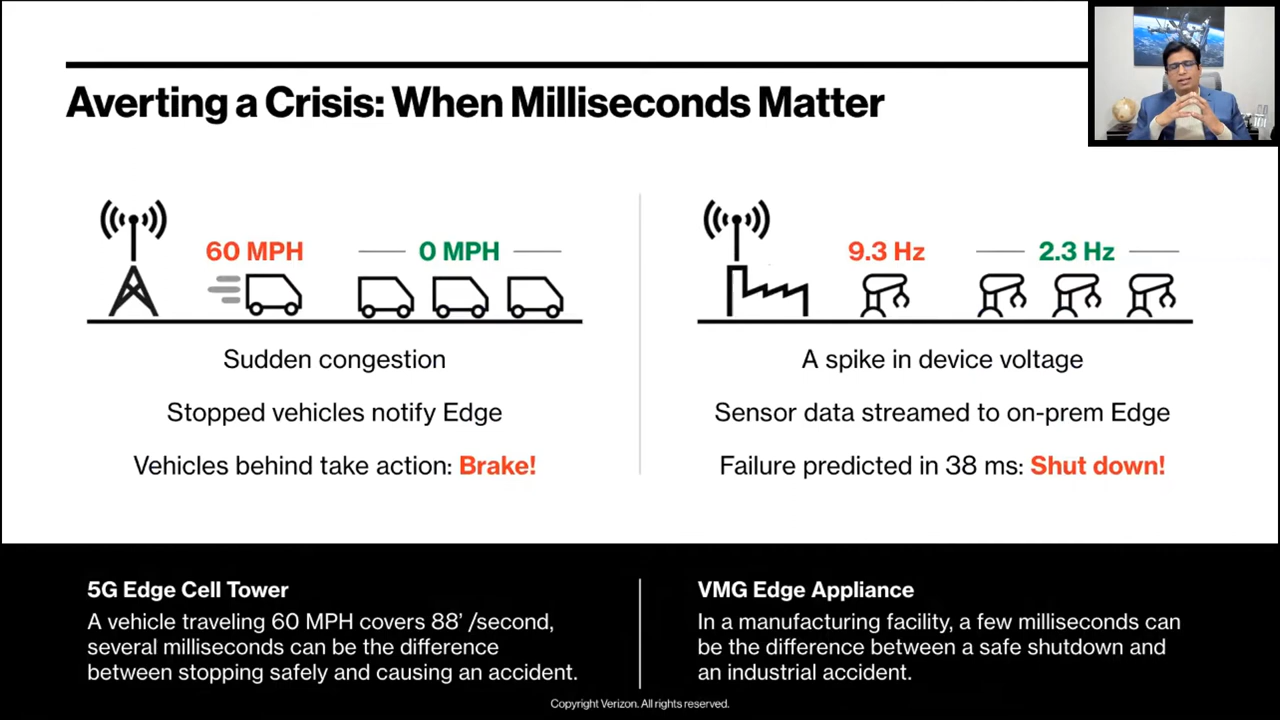 Averting a Crisis: When Milliseconds Matter
60 MPH
0 MPH
Sudden congestion
Stopped vehicles notify Edge
Vehicles behind take action: Brake!
9.3 Hz
2.3 Hz
A spike in device voltage
Sensor data streamed to on-prem Edge
Failure predicted in 38 ms: Shut down!
5G Edge Cell Tower
A vehicle traveling 60 MPH covers 88’ /second,
several milliseconds can be the difference
between stopping safely and causing an accident.
VMG Edge Appliance
In a manufacturing facility, a few milliseconds can
be the difference between a safe shutdown and
an industrial accident.
Copyright Verizon. All rights reserved.